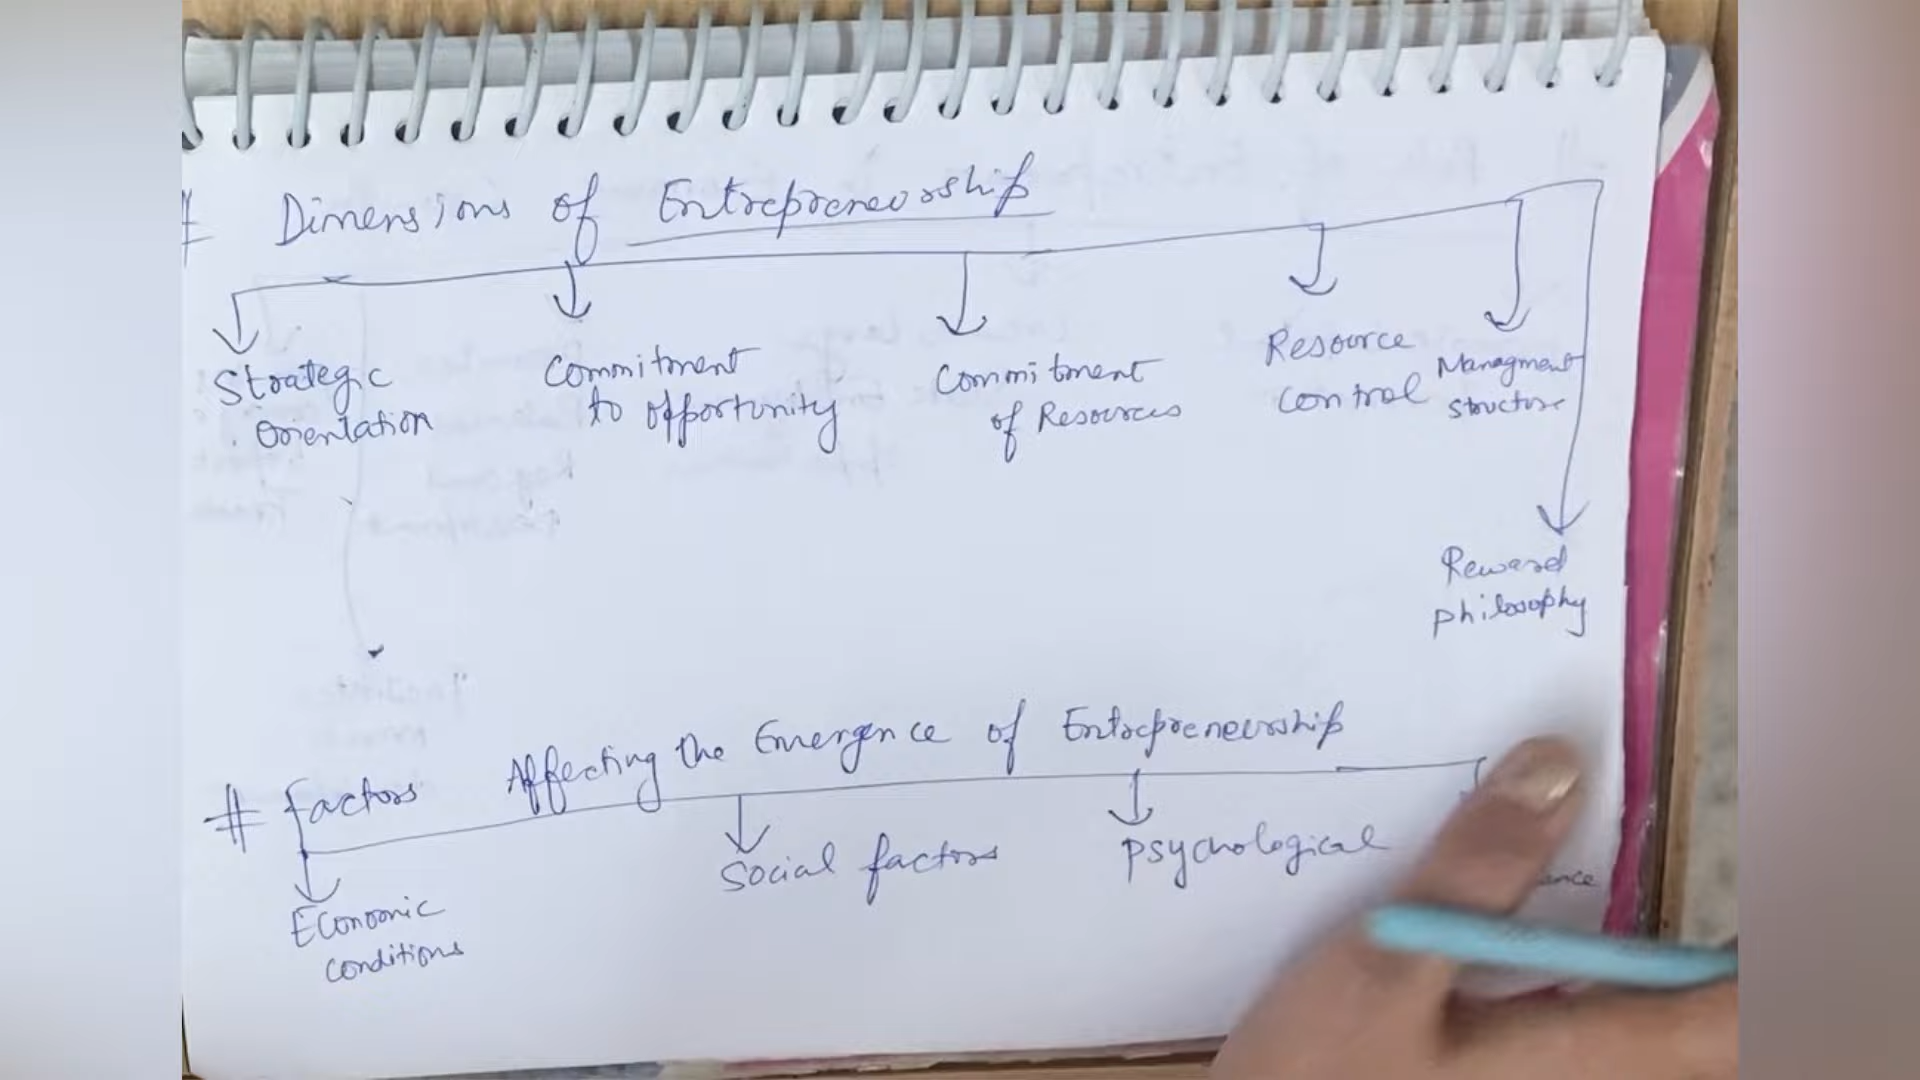 # Dimensions of Entrepreneurship
Strategic
orientation
Commitment
to opportunity
Commitment
of Resources
Resource
control
Managment
structure
Reward
philosophy
# factors Affecting the Emergence of Entrepreneurship
Economic
conditions
Social factors
Psychological